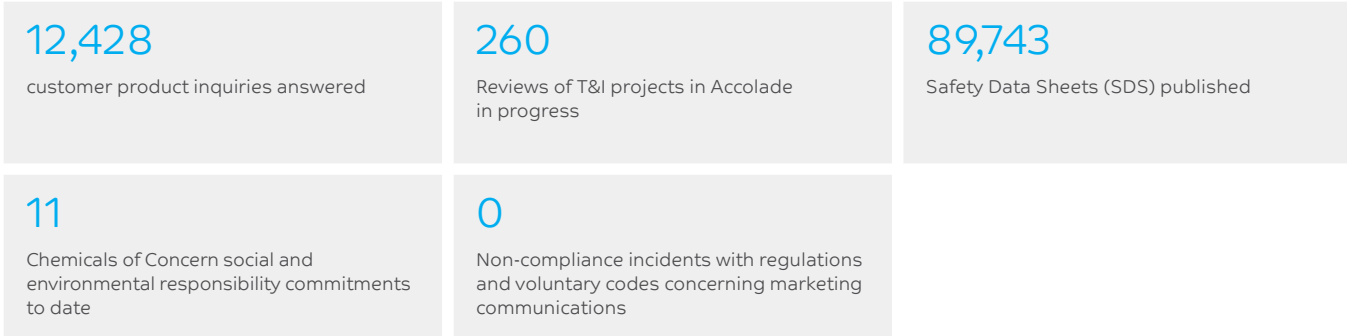 12,428
customer product inquiries answered
260
Reviews of T&I projects in Accolade
in progress
89,743
Safety Data Sheets (SDS) published
11
Chemicals of Concern social and
environmental responsibility commitments
to date
0
Non-compliance incidents with regulations
and voluntary codes concerning marketing
communications